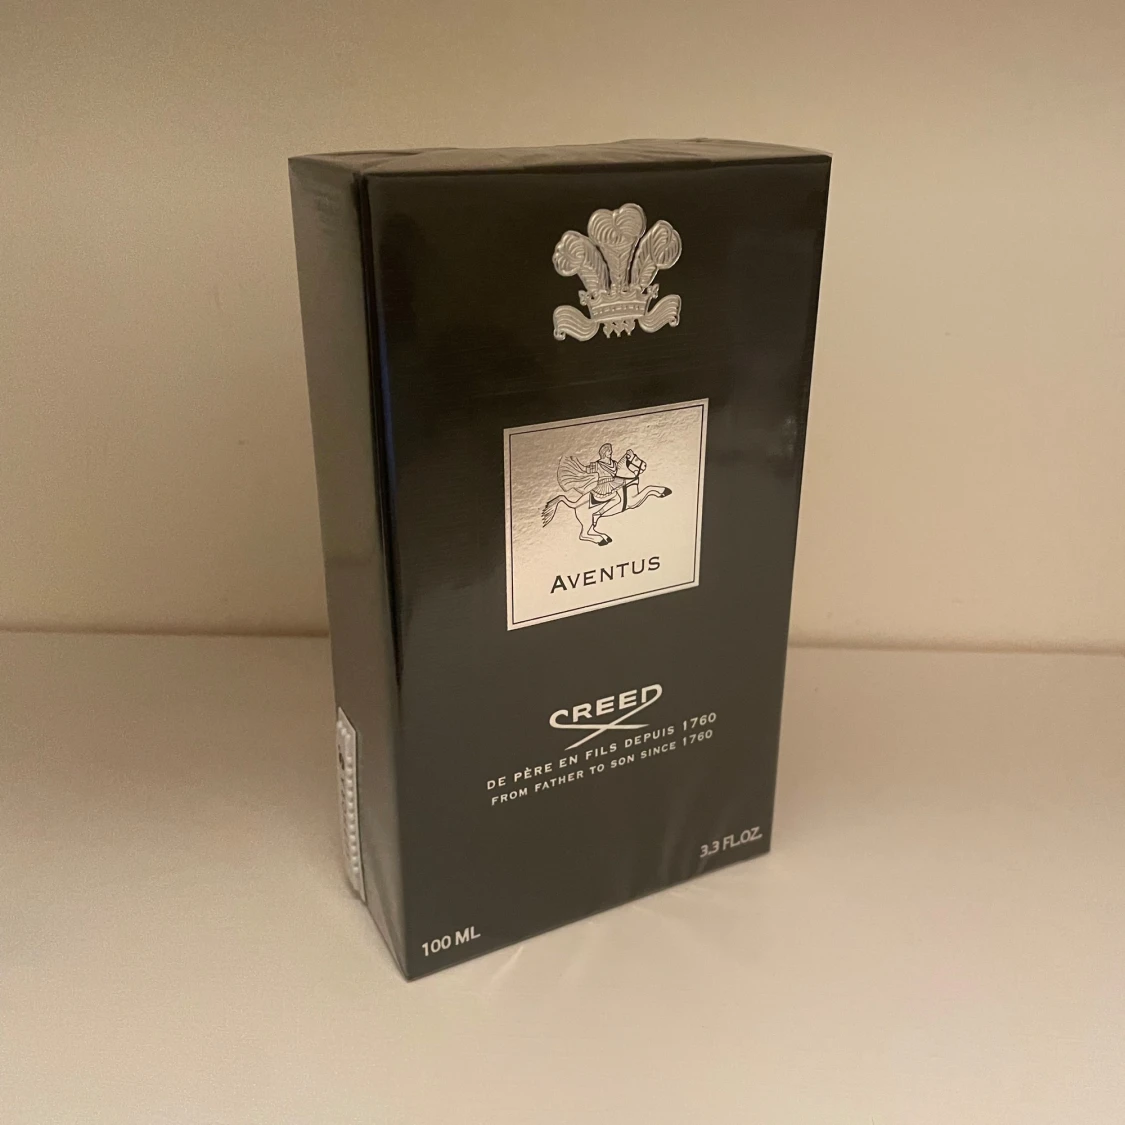 AVENTUS
CREED
DE PÈRE EN FILS DEPUIS 1760
FROM FATHER TO SON SINCE 1760
3.3 FL.OZ.
100 ML